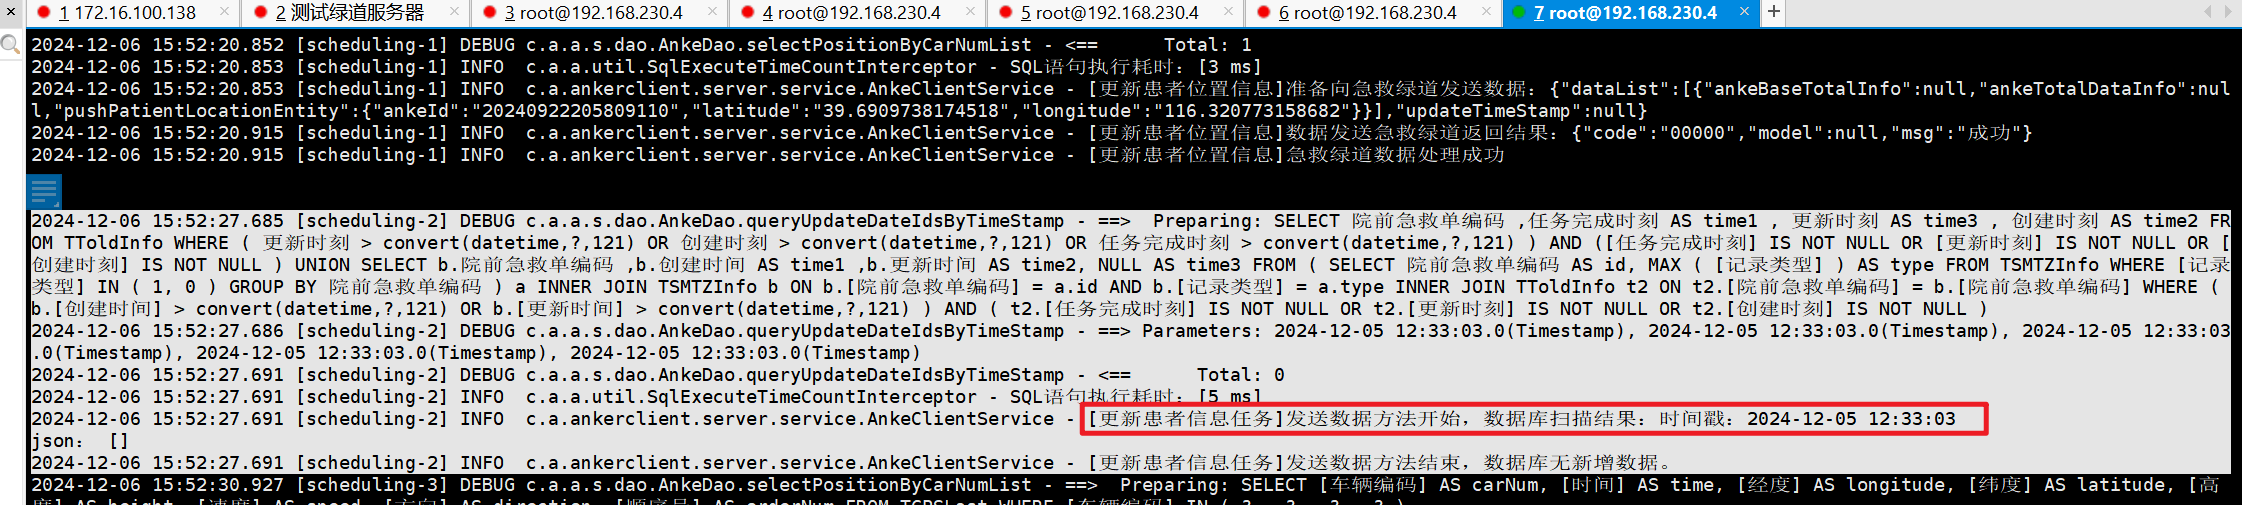 × 1 172.16.100.138 × 2 测试绿道服务器 × 3 root@192.168.230.4 × 4 root@192.168.230.4 × 5 root@192.168.230.4 × 6 root@192.168.230.4 × 7 root@192.168.230.4 × +
2024-12-06 15:52:20.852 [scheduling-1] DEBUG c.a.a.s.dao.AnkeDao.selectPositionByCarNumList - <==      Total: 1
2024-12-06 15:52:20.853 [scheduling-1] INFO  c.a.a.util.SqlExecuteTimeCountInterceptor - SQL语句执行耗时：[3 ms]
2024-12-06 15:52:20.853 [scheduling-1] INFO  c.a.ankerclient.server.service.AnkeClientService - [更新患者位置信息]准备向急救绿道发送数据：{"dataList":[{"ankeBaseTotalInfo":null,"ankeTotalDataInfo":nul
l,"pushPatientLocationEntity":{"ankeId":"20240922205809110","latitude":"39.6909738174518","longitude":"116.320773158682"}}],"updateTimeStamp":null}
2024-12-06 15:52:20.915 [scheduling-1] INFO  c.a.ankerclient.server.service.AnkeClientService - [更新患者位置信息]数据发送急救绿道返回结果：{"code":"00000","model":null,"msg":"成功"}
2024-12-06 15:52:20.915 [scheduling-1] INFO  c.a.ankerclient.server.service.AnkeClientService - [更新患者位置信息]急救绿道数据处理成功
2024-12-06 15:52:27.685 [scheduling-2] DEBUG c.a.a.s.dao.AnkeDao.queryUpdateDateIdsByTimeStamp - ==>  Preparing: SELECT 院前急救单编码 ,任务完成时刻 AS time1 , 更新时刻 AS time3 , 创建时刻 AS time2 FR
OM TToldInfo WHERE ( 更新时刻 > convert(datetime,?,121) OR 创建时刻 > convert(datetime,?,121) OR 任务完成时刻 > convert(datetime,?,121) ) AND ([任务完成时刻] IS NOT NULL OR [更新时刻] IS NOT NULL OR [
创建时刻] IS NOT NULL ) UNION SELECT b.院前急救单编码 ,b.创建时间 AS time1 ,b.更新时间 AS time2, NULL AS time3 FROM ( SELECT 院前急救单编码 AS id, MAX ( [记录类型] ) AS type FROM TSMTZInfo WHERE [记录
类型] IN ( 1, 0 ) GROUP BY 院前急救单编码 ) a INNER JOIN TSMTZInfo b ON b.[院前急救单编码] = a.id AND b.[记录类型] = a.type INNER JOIN TToldInfo t2 ON t2.[院前急救单编码] = b.[院前急救单编码] WHERE (
b.[创建时间] > convert(datetime,?,121) OR b.[更新时间] > convert(datetime,?,121) ) AND ( t2.[任务完成时刻] IS NOT NULL OR t2.[更新时刻] IS NOT NULL OR t2.[创建时刻] IS NOT NULL )
2024-12-06 15:52:27.686 [scheduling-2] DEBUG c.a.a.s.dao.AnkeDao.queryUpdateDateIdsByTimeStamp - ==> Parameters: 2024-12-05 12:33:03.0(Timestamp), 2024-12-05 12:33:03.0(Timestamp), 2024-12-05 12:33:03
.0(Timestamp), 2024-12-05 12:33:03.0(Timestamp), 2024-12-05 12:33:03.0(Timestamp)
2024-12-06 15:52:27.691 [scheduling-2] DEBUG c.a.a.s.dao.AnkeDao.queryUpdateDateIdsByTimeStamp - <==      Total: 0
2024-12-06 15:52:27.691 [scheduling-2] INFO  c.a.a.util.SqlExecuteTimeCountInterceptor - SQL语句执行耗时：[5 ms]
2024-12-06 15:52:27.691 [scheduling-2] INFO  c.a.ankerclient.server.service.AnkeClientService - [更新患者信息任务]发送数据方法开始，数据库扫描结果：时间戳：2024-12-05 12:33:03
json： []
2024-12-06 15:52:27.691 [scheduling-2] INFO  c.a.ankerclient.server.service.AnkeClientService - [更新患者信息任务]发送数据方法结束，数据库无新增数据。
2024-12-06 15:52:30.927 [scheduling-3] DEBUG c.a.a.s.dao.AnkeDao.selectPositionByCarNumList - ==>  Preparing: SELECT [车辆编码] AS carNum, [时间] AS time, [经度] AS longitude, [纬度] AS latitude, [高